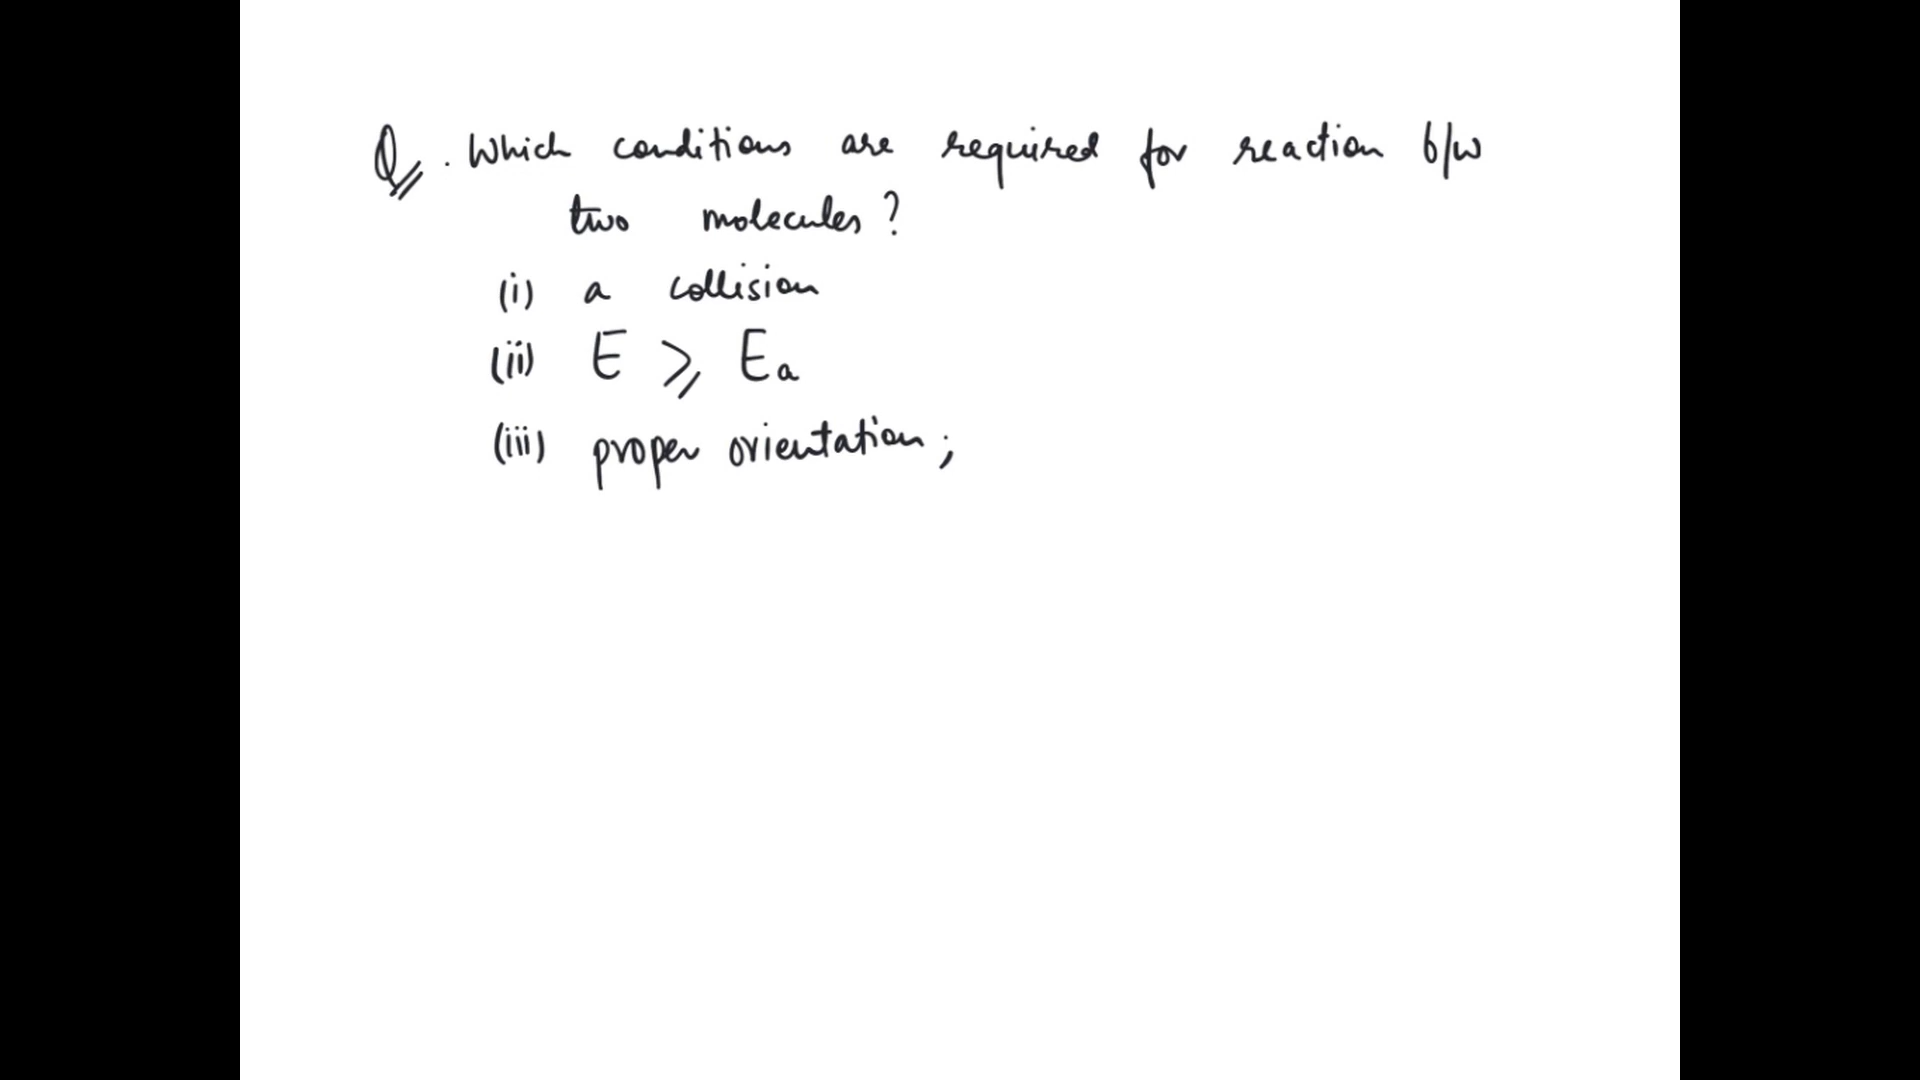 Q. Which conditions are required for reaction b/w
two molecules?
(i) a collision
(ii) E ⩾ Ea
(iii) proper orientation;